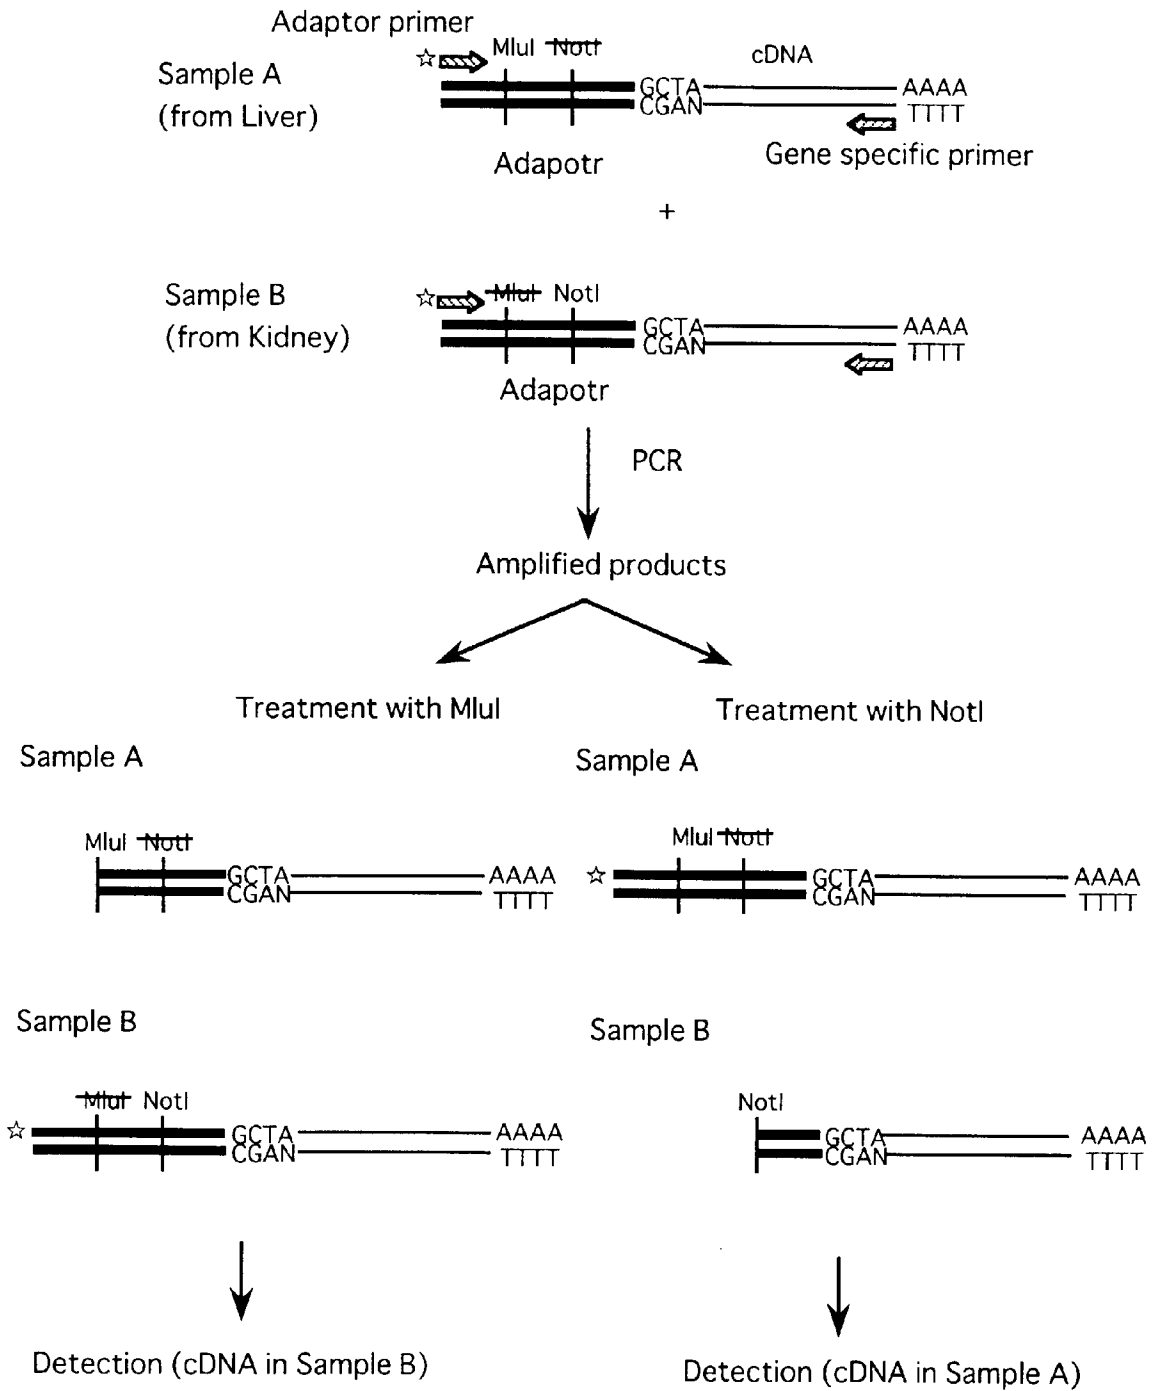 Adaptor primer
MluI NotI
cDNA
Sample A
(from Liver)
GCTA AAAA
CGAN TTTT
Adapotr
Gene specific primer
+
Sample B
(from Kidney)
MluI NotI
GCTA AAAA
CGAN TTTT
Adapotr
PCR
Amplified products
Treatment with MluI
Treatment with NotI
Sample A
Sample A
MluI NotI
MluI NotI
GCTA AAAA
CGAN TTTT
GCTA AAAA
CGAN TTTT
Sample B
Sample B
MluI NotI
NotI
GCTA AAAA
CGAN TTTT
GCTA AAAA
CGAN TTTT
Detection (cDNA in Sample B)
Detection (cDNA in Sample A)